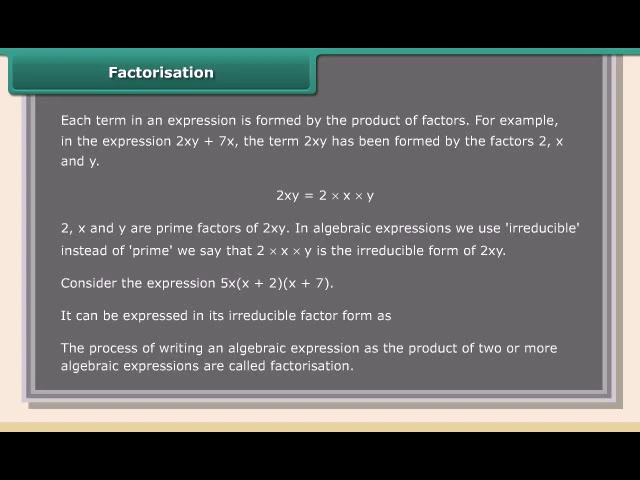 Factorisation
Each term in an expression is formed by the product of factors. For example,
in the expression 2xy + 7x, the term 2xy has been formed by the factors 2, x
and y.
2xy = 2 × x × y
2, x and y are prime factors of 2xy. In algebraic expressions we use 'irreducible'
instead of 'prime' we say that 2 × x × y is the irreducible form of 2xy.
Consider the expression 5x(x + 2)(x + 7).
It can be expressed in its irreducible factor form as
The process of writing an algebraic expression as the product of two or more
algebraic expressions are called factorisation.